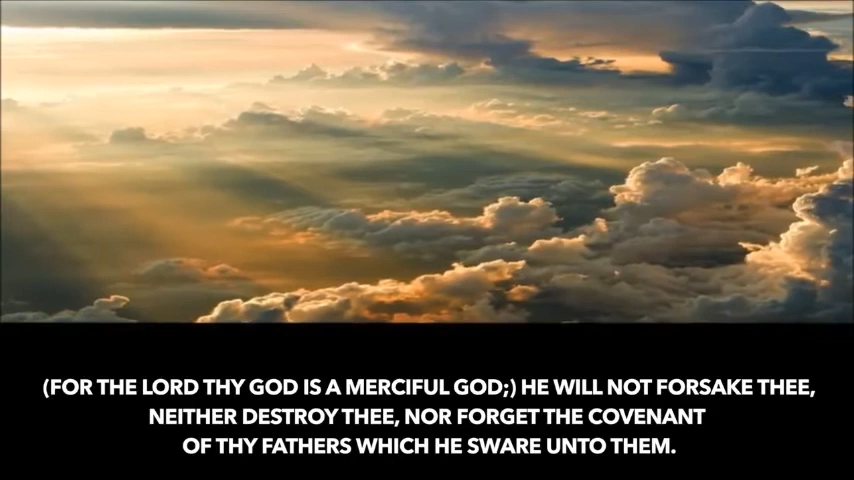 (FOR THE LORD THY GOD IS A MERCIFUL GOD;) HE WILL NOT FORSAKE THEE,
NEITHER DESTROY THEE, NOR FORGET THE COVENANT
OF THY FATHERS WHICH HE SWARE UNTO THEM.